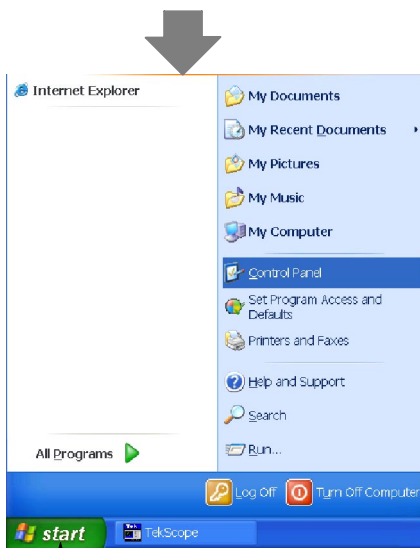 Internet Explorer
My Documents
My Recent Documents
My Pictures
My Music
My Computer
Control Panel
Set Program Access and
Defaults
Printers and Faxes
Help and Support
Search
Run...
All Programs
Log Off
Turn Off Computer
start
Tek
TekScope